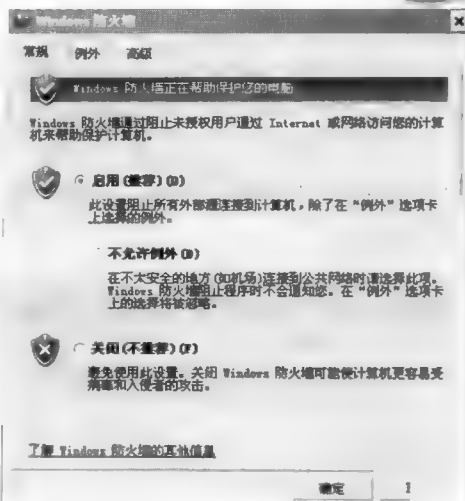 Windows 防火墙
常规 例外 高级
Windows 防火墙正在帮助保护您的电脑
Windows 防火墙通过阻止未授权用户通过 Internet 或网络访问您的计算
机来帮助保护计算机。
启用(推荐)(O)
此设置阻止所有外部源连接到计算机，除了在“例外”选项卡
上选择的例外。
不允许例外(D)
在不太安全的地方(如机场)连接到公共网络时请选择此项。
Windows 防火墙阻止程序时不会通知您。在“例外”选项卡
上的选择将被忽略。
关闭(不推荐)(F)
避免使用此设置。关闭 Windows 防火墙可能使计算机更容易受
病毒和入侵者的攻击。
了解 Windows 防火墙的其他信息
确定